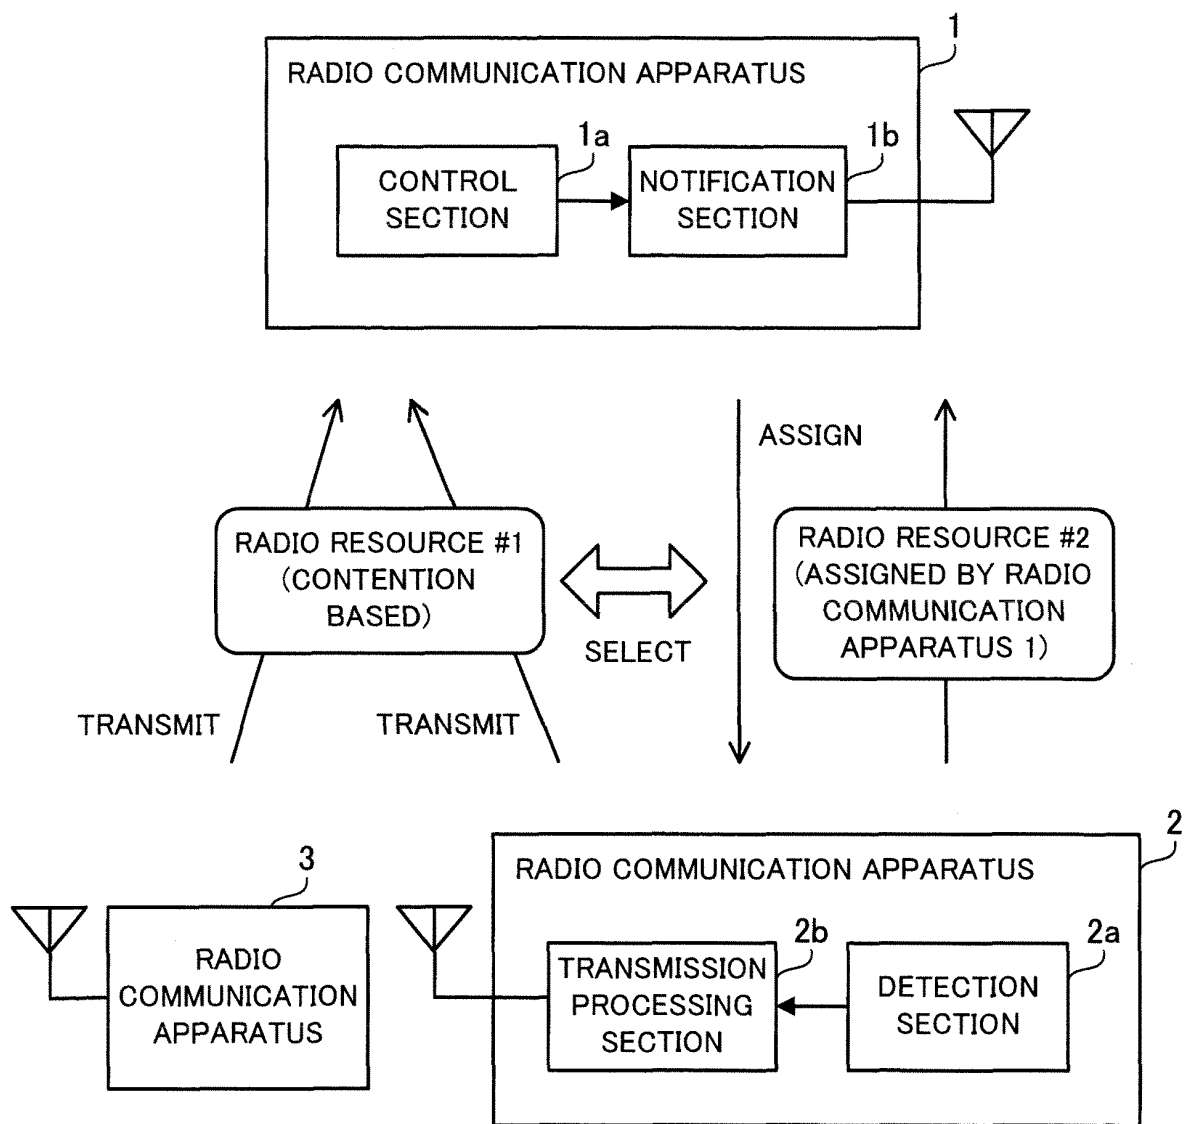 1
RADIO COMMUNICATION APPARATUS
1a
1b
CONTROL
SECTION
NOTIFICATION
SECTION
ASSIGN
RADIO RESOURCE #1
(CONTENTION
BASED)
SELECT
RADIO RESOURCE #2
(ASSIGNED BY RADIO
COMMUNICATION
APPARATUS 1)
TRANSMIT
TRANSMIT
3
RADIO
COMMUNICATION
APPARATUS
2
RADIO COMMUNICATION APPARATUS
2b
2a
TRANSMISSION
PROCESSING
SECTION
DETECTION
SECTION